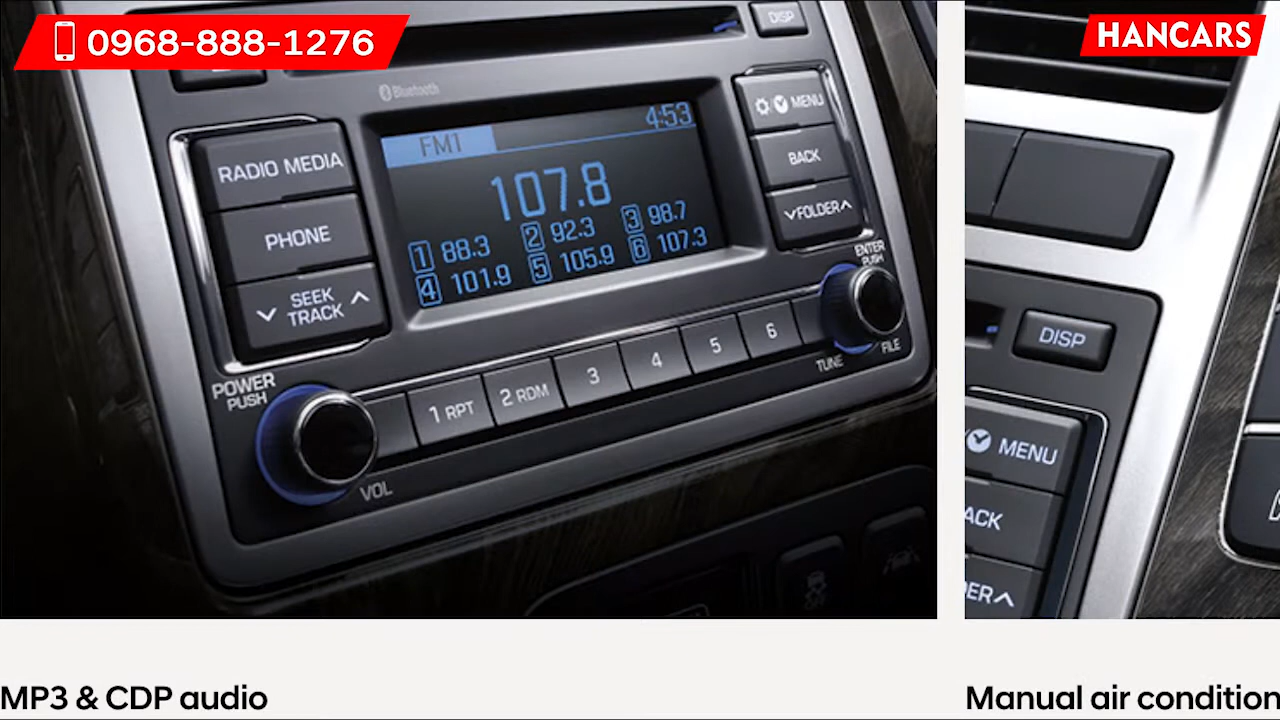 0968-888-1276
HANCARS
DISP
Bluetooth
RADIO MEDIA
PHONE
SEEK
TRACK
FM1
4:53
107.8
1 88.3
2 92.3
3 98.7
4 101.9
5 105.9
6 107.3
MENU
BACK
FOLDER
ENTER
PUSH
TUNE
FILE
POWER
PUSH
VOL
1 RPT
2 RDM
3
4
5
6
DISP
MENU
ACK
DER
MP3 & CDP audio
Manual air condition